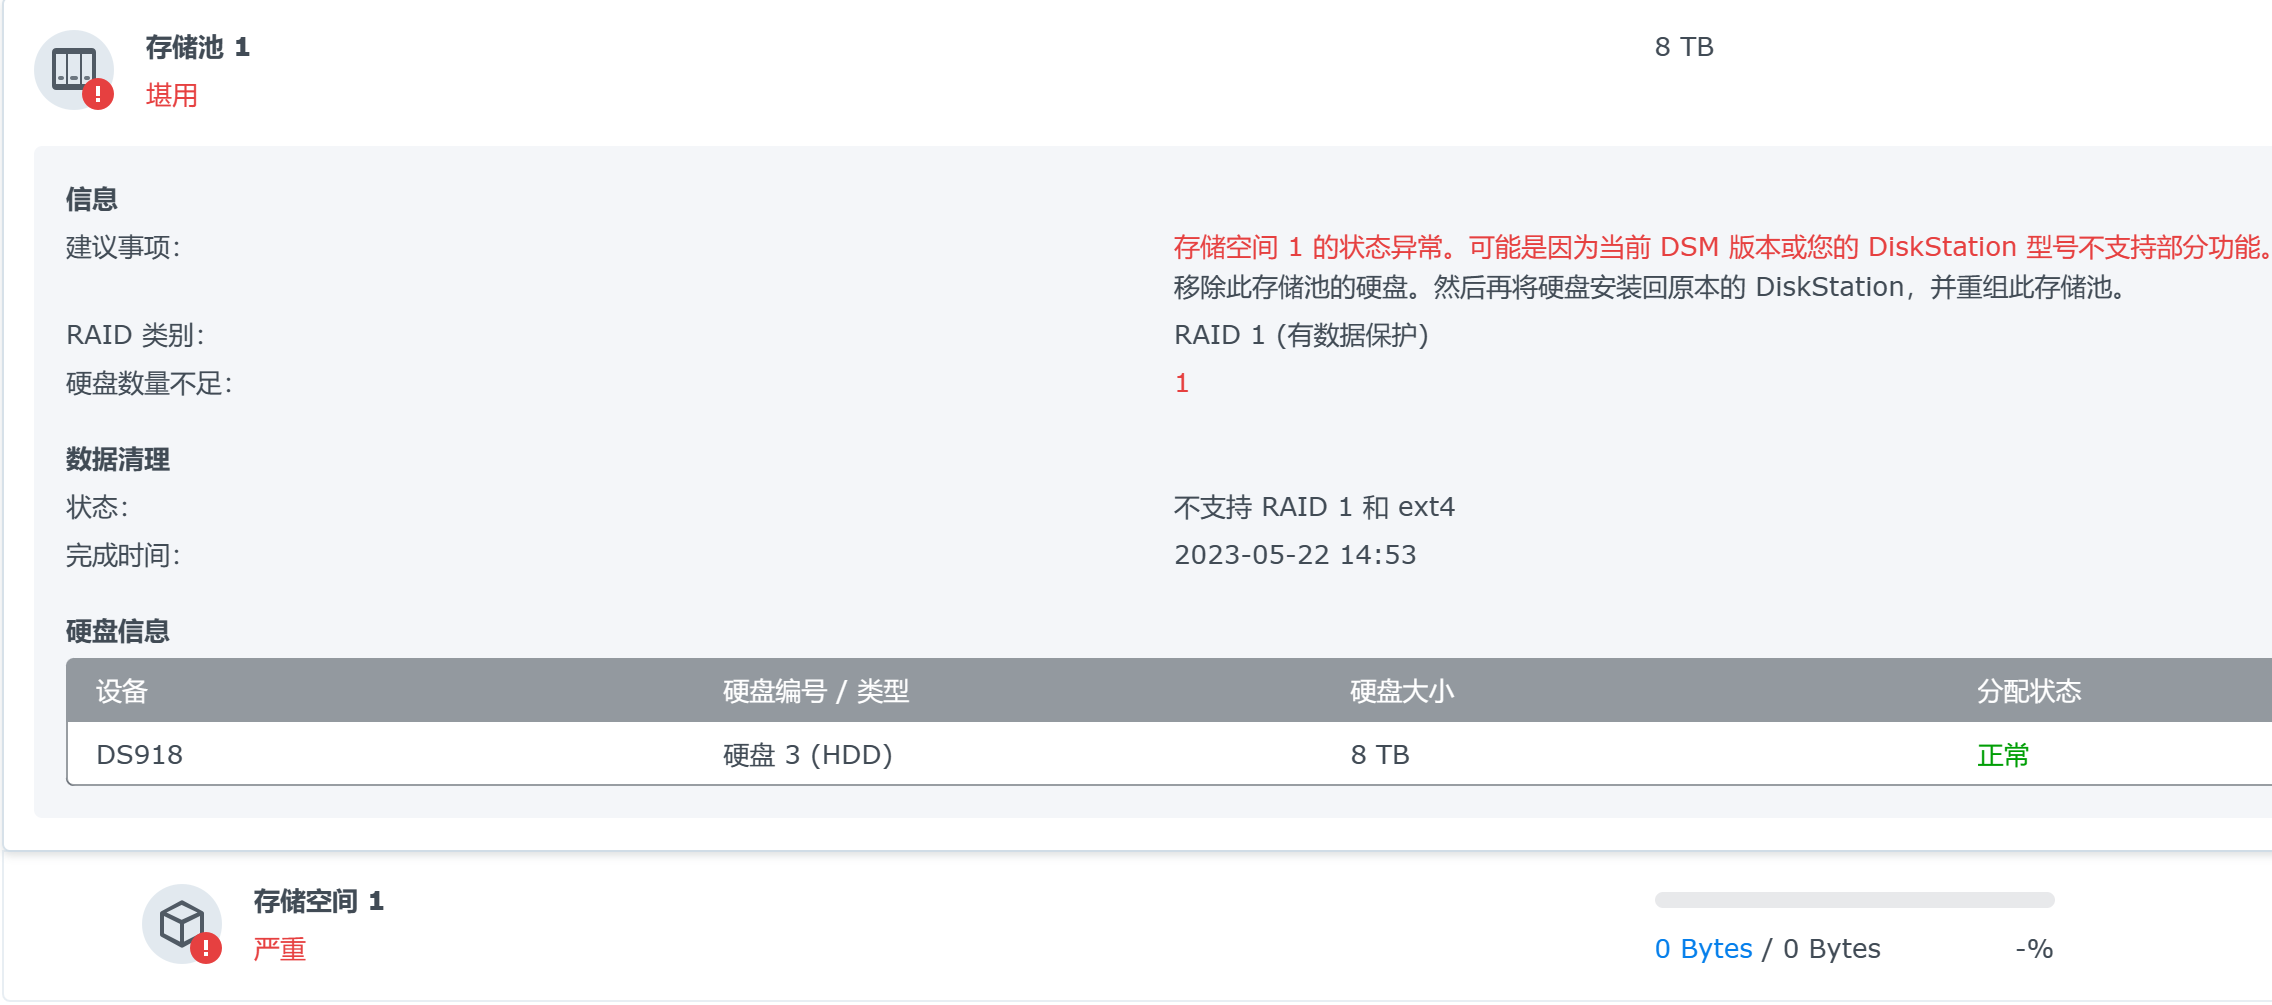 存储池 1
8 TB
堪用
信息
建议事项：
存储空间 1 的状态异常。可能是因为当前 DSM 版本或您的 DiskStation 型号不支持部分功能。
移除此存储池的硬盘。然后再将硬盘安装回原本的 DiskStation，并重组此存储池。
RAID 类别：
RAID 1 (有数据保护)
硬盘数量不足：
1
数据清理
状态：
不支持 RAID 1 和 ext4
完成时间：
2023-05-22 14:53
硬盘信息
设备 硬盘编号 / 类型 硬盘大小 分配状态
DS918 硬盘 3 (HDD) 8 TB 正常
存储空间 1
严重
0 Bytes / 0 Bytes -%